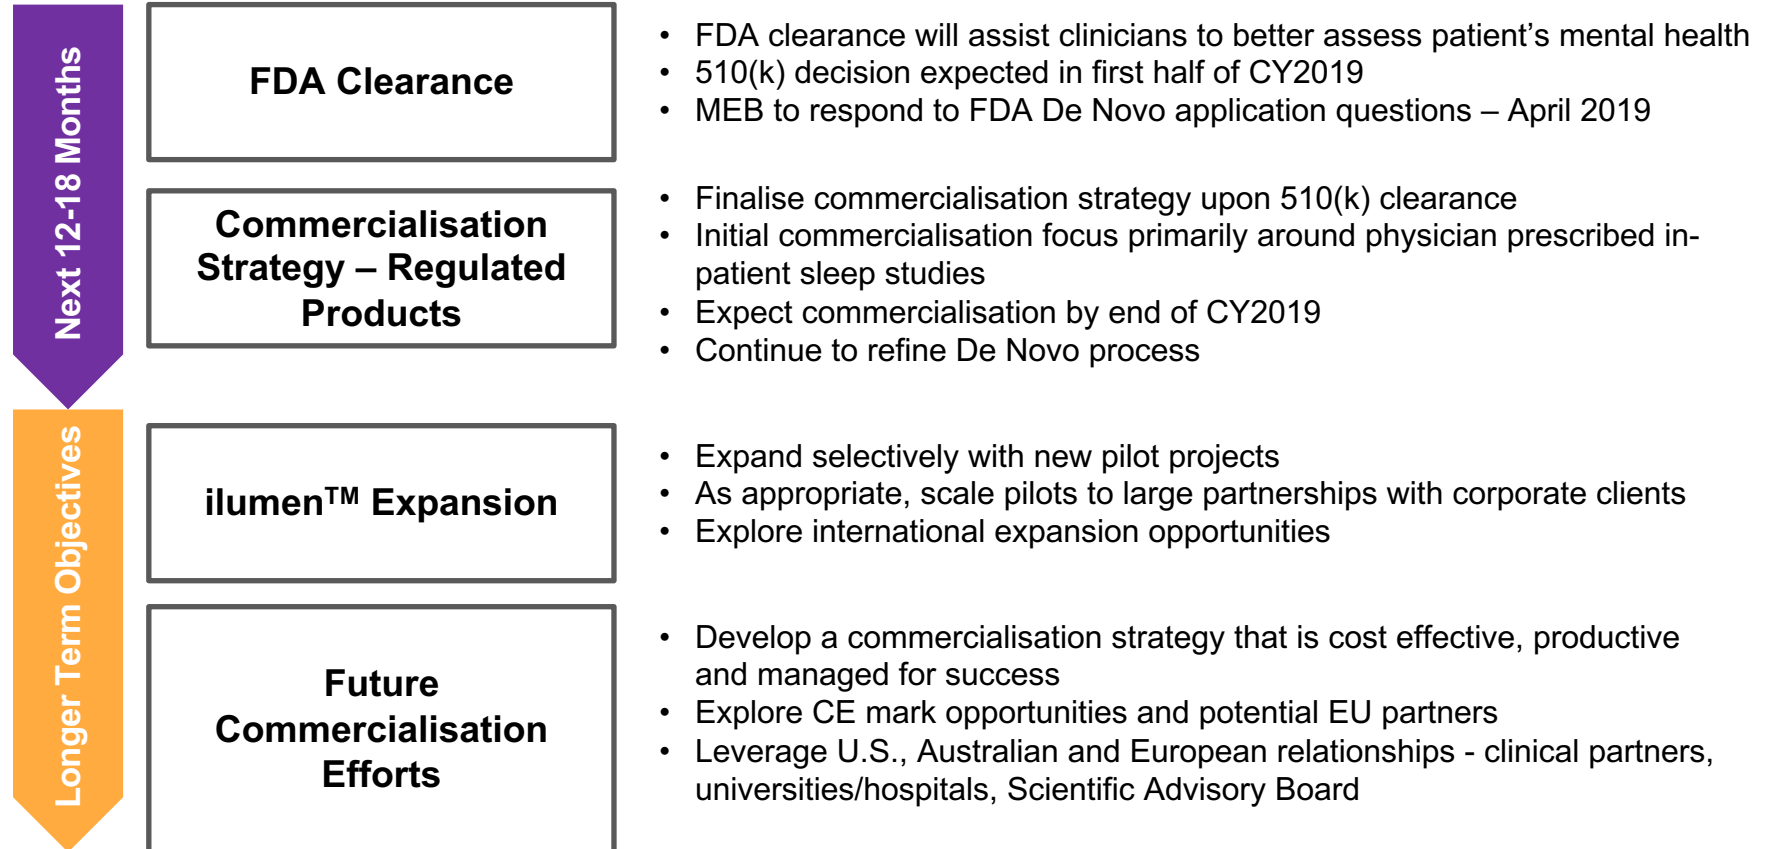 Next 12-18 Months
FDA Clearance
• FDA clearance will assist clinicians to better assess patient’s mental health
• 510(k) decision expected in first half of CY2019
• MEB to respond to FDA De Novo application questions – April 2019
Commercialisation
Strategy – Regulated
Products
• Finalise commercialisation strategy upon 510(k) clearance
• Initial commercialisation focus primarily around physician prescribed in-
patient sleep studies
• Expect commercialisation by end of CY2019
• Continue to refine De Novo process
Longer Term Objectives
ilumen™ Expansion
• Expand selectively with new pilot projects
• As appropriate, scale pilots to large partnerships with corporate clients
• Explore international expansion opportunities
Future
Commercialisation
Efforts
• Develop a commercialisation strategy that is cost effective, productive
and managed for success
• Explore CE mark opportunities and potential EU partners
• Leverage U.S., Australian and European relationships - clinical partners,
universities/hospitals, Scientific Advisory Board